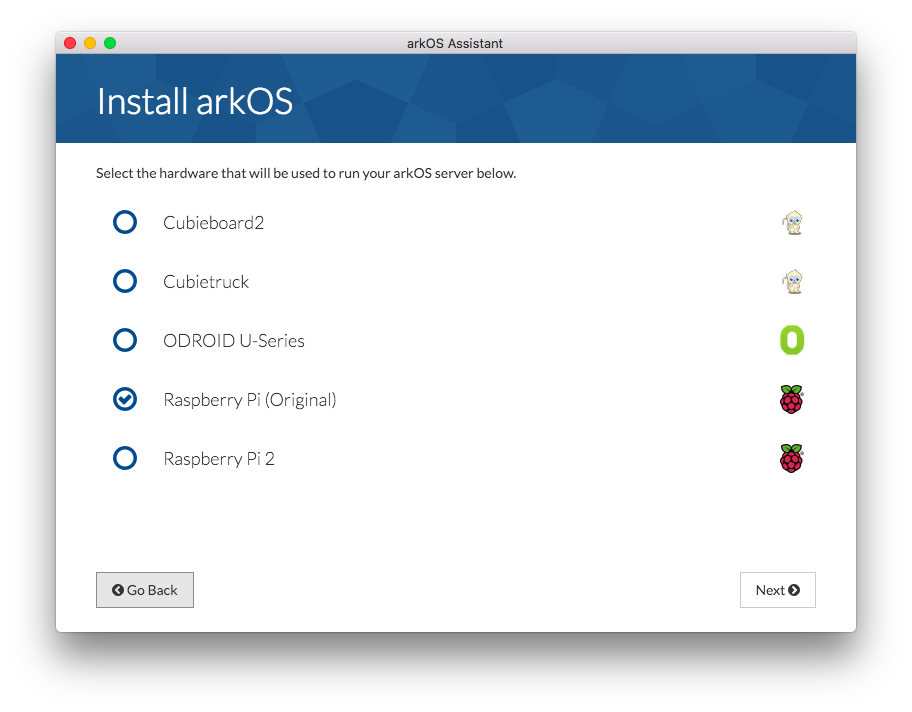 arkOS Assistant
Install arkOS
Select the hardware that will be used to run your arkOS server below.
Cubieboard2
Cubietruck
ODROID U-Series
Raspberry Pi (Original)
Raspberry Pi 2
Go Back
Next